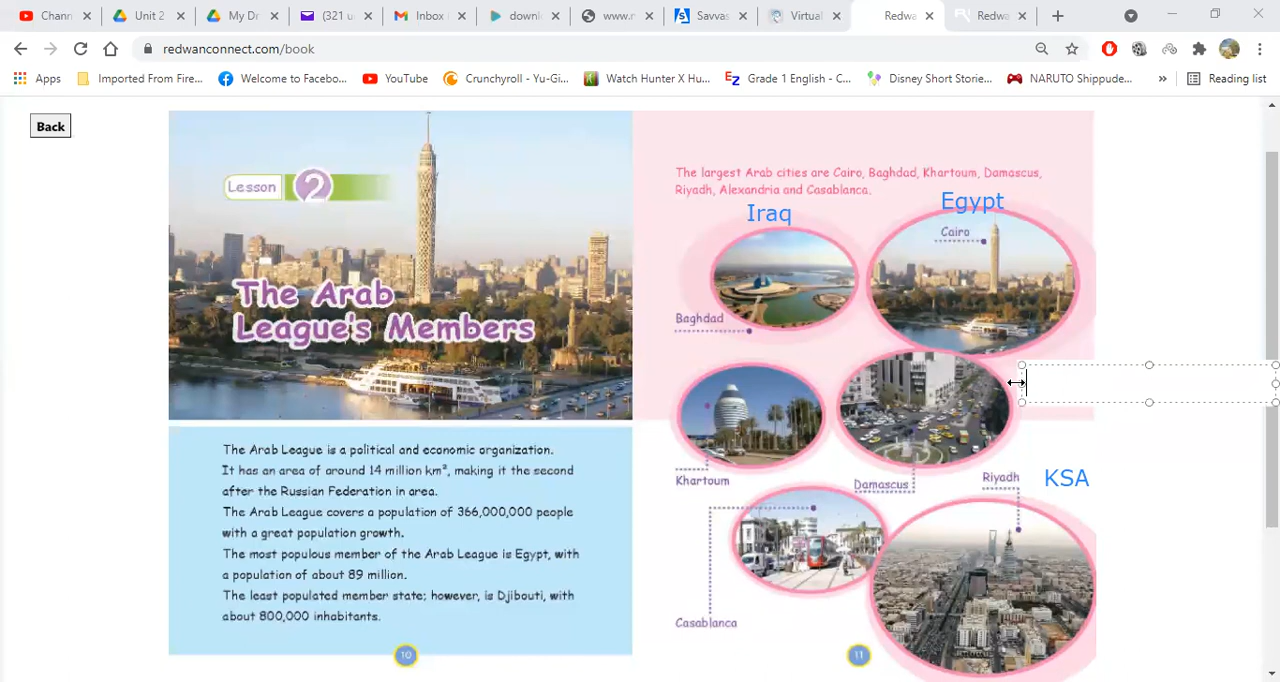 Chann
Unit 2
My Dr
(321 u
Inbox (
downl
www.r
Savvas
Virtual
Redwa
Redwa
redwanconnect.com/book
Apps
Imported From Fire...
Welcome to Facebo...
YouTube
Crunchyroll - Yu-Gi...
Watch Hunter X Hu...
EZ
Grade 1 English - C...
Disney Short Storie...
NARUTO Shippude...
»
Reading list
Back
Lesson 2
The Arab
League's Members
The Arab League is a political and economic organization.
It has an area of around 14 million km², making it the second
after the Russian Federation in area.
The Arab League covers a population of 366,000,000 people
with a great population growth.
The most populous member of the Arab League is Egypt, with
a population of about 89 million.
The least populated member state; however, is Djibouti, with
about 800,000 inhabitants.
10
The largest Arab cities are Cairo, Baghdad, Khartoum, Damascus,
Riyadh, Alexandria and Casablanca.
Iraq
Egypt
Cairo
Baghdad
Khartoum
Damascus
Riyadh
KSA
Casablanca
11